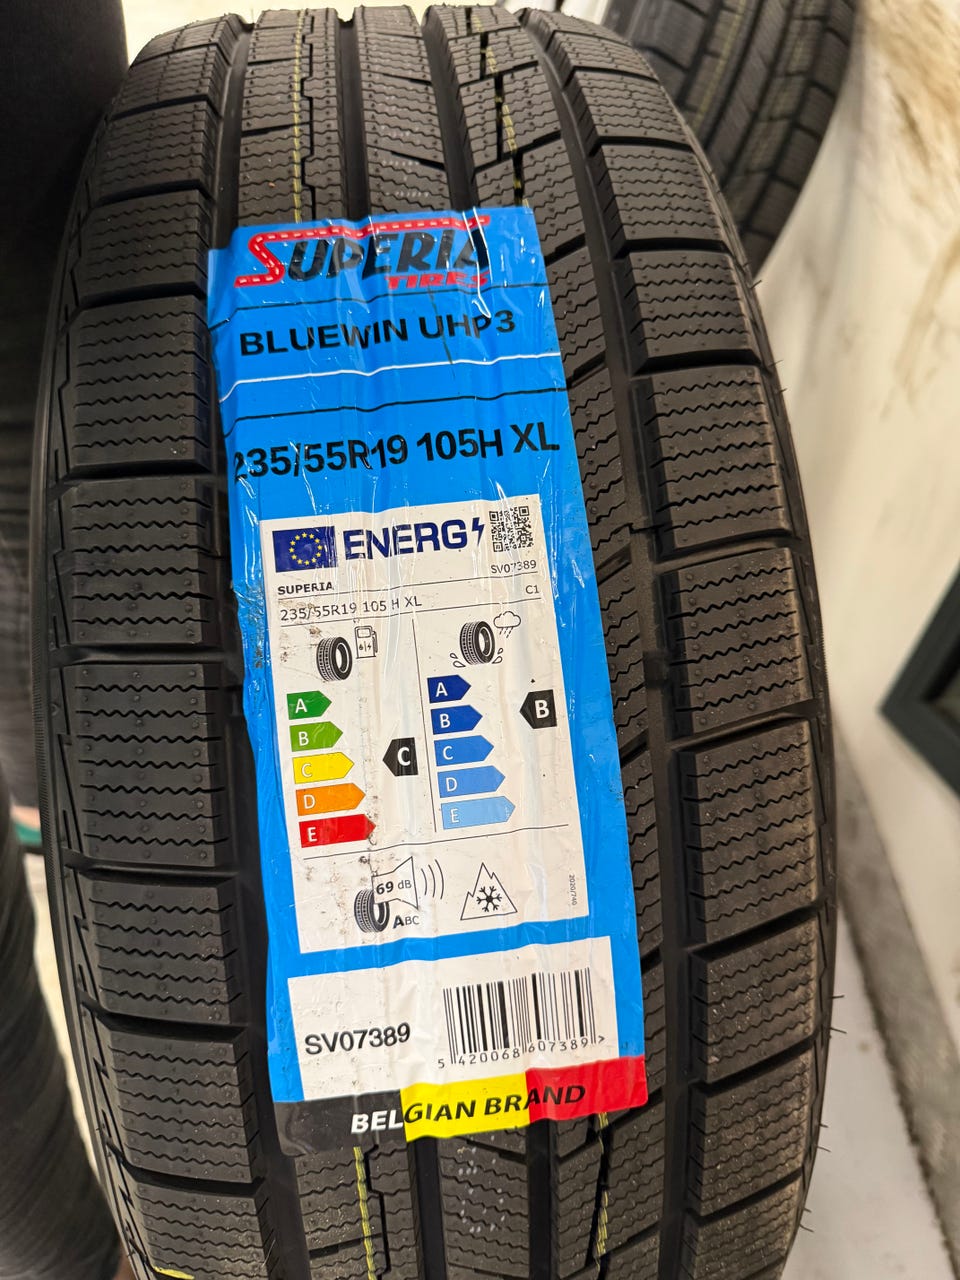 SUPERIA
TIRES
BLUEWIN UHP3
235/55R19 105H XL
ENERG
SUPERIA
SV07389
235/55R19 105 H XL
C1
A
B
C
D
E
C
A
B
C
D
E
B
69 dB
ABC
2020/740
SV07389
5 420068 607389 >
BELGIAN BRAND